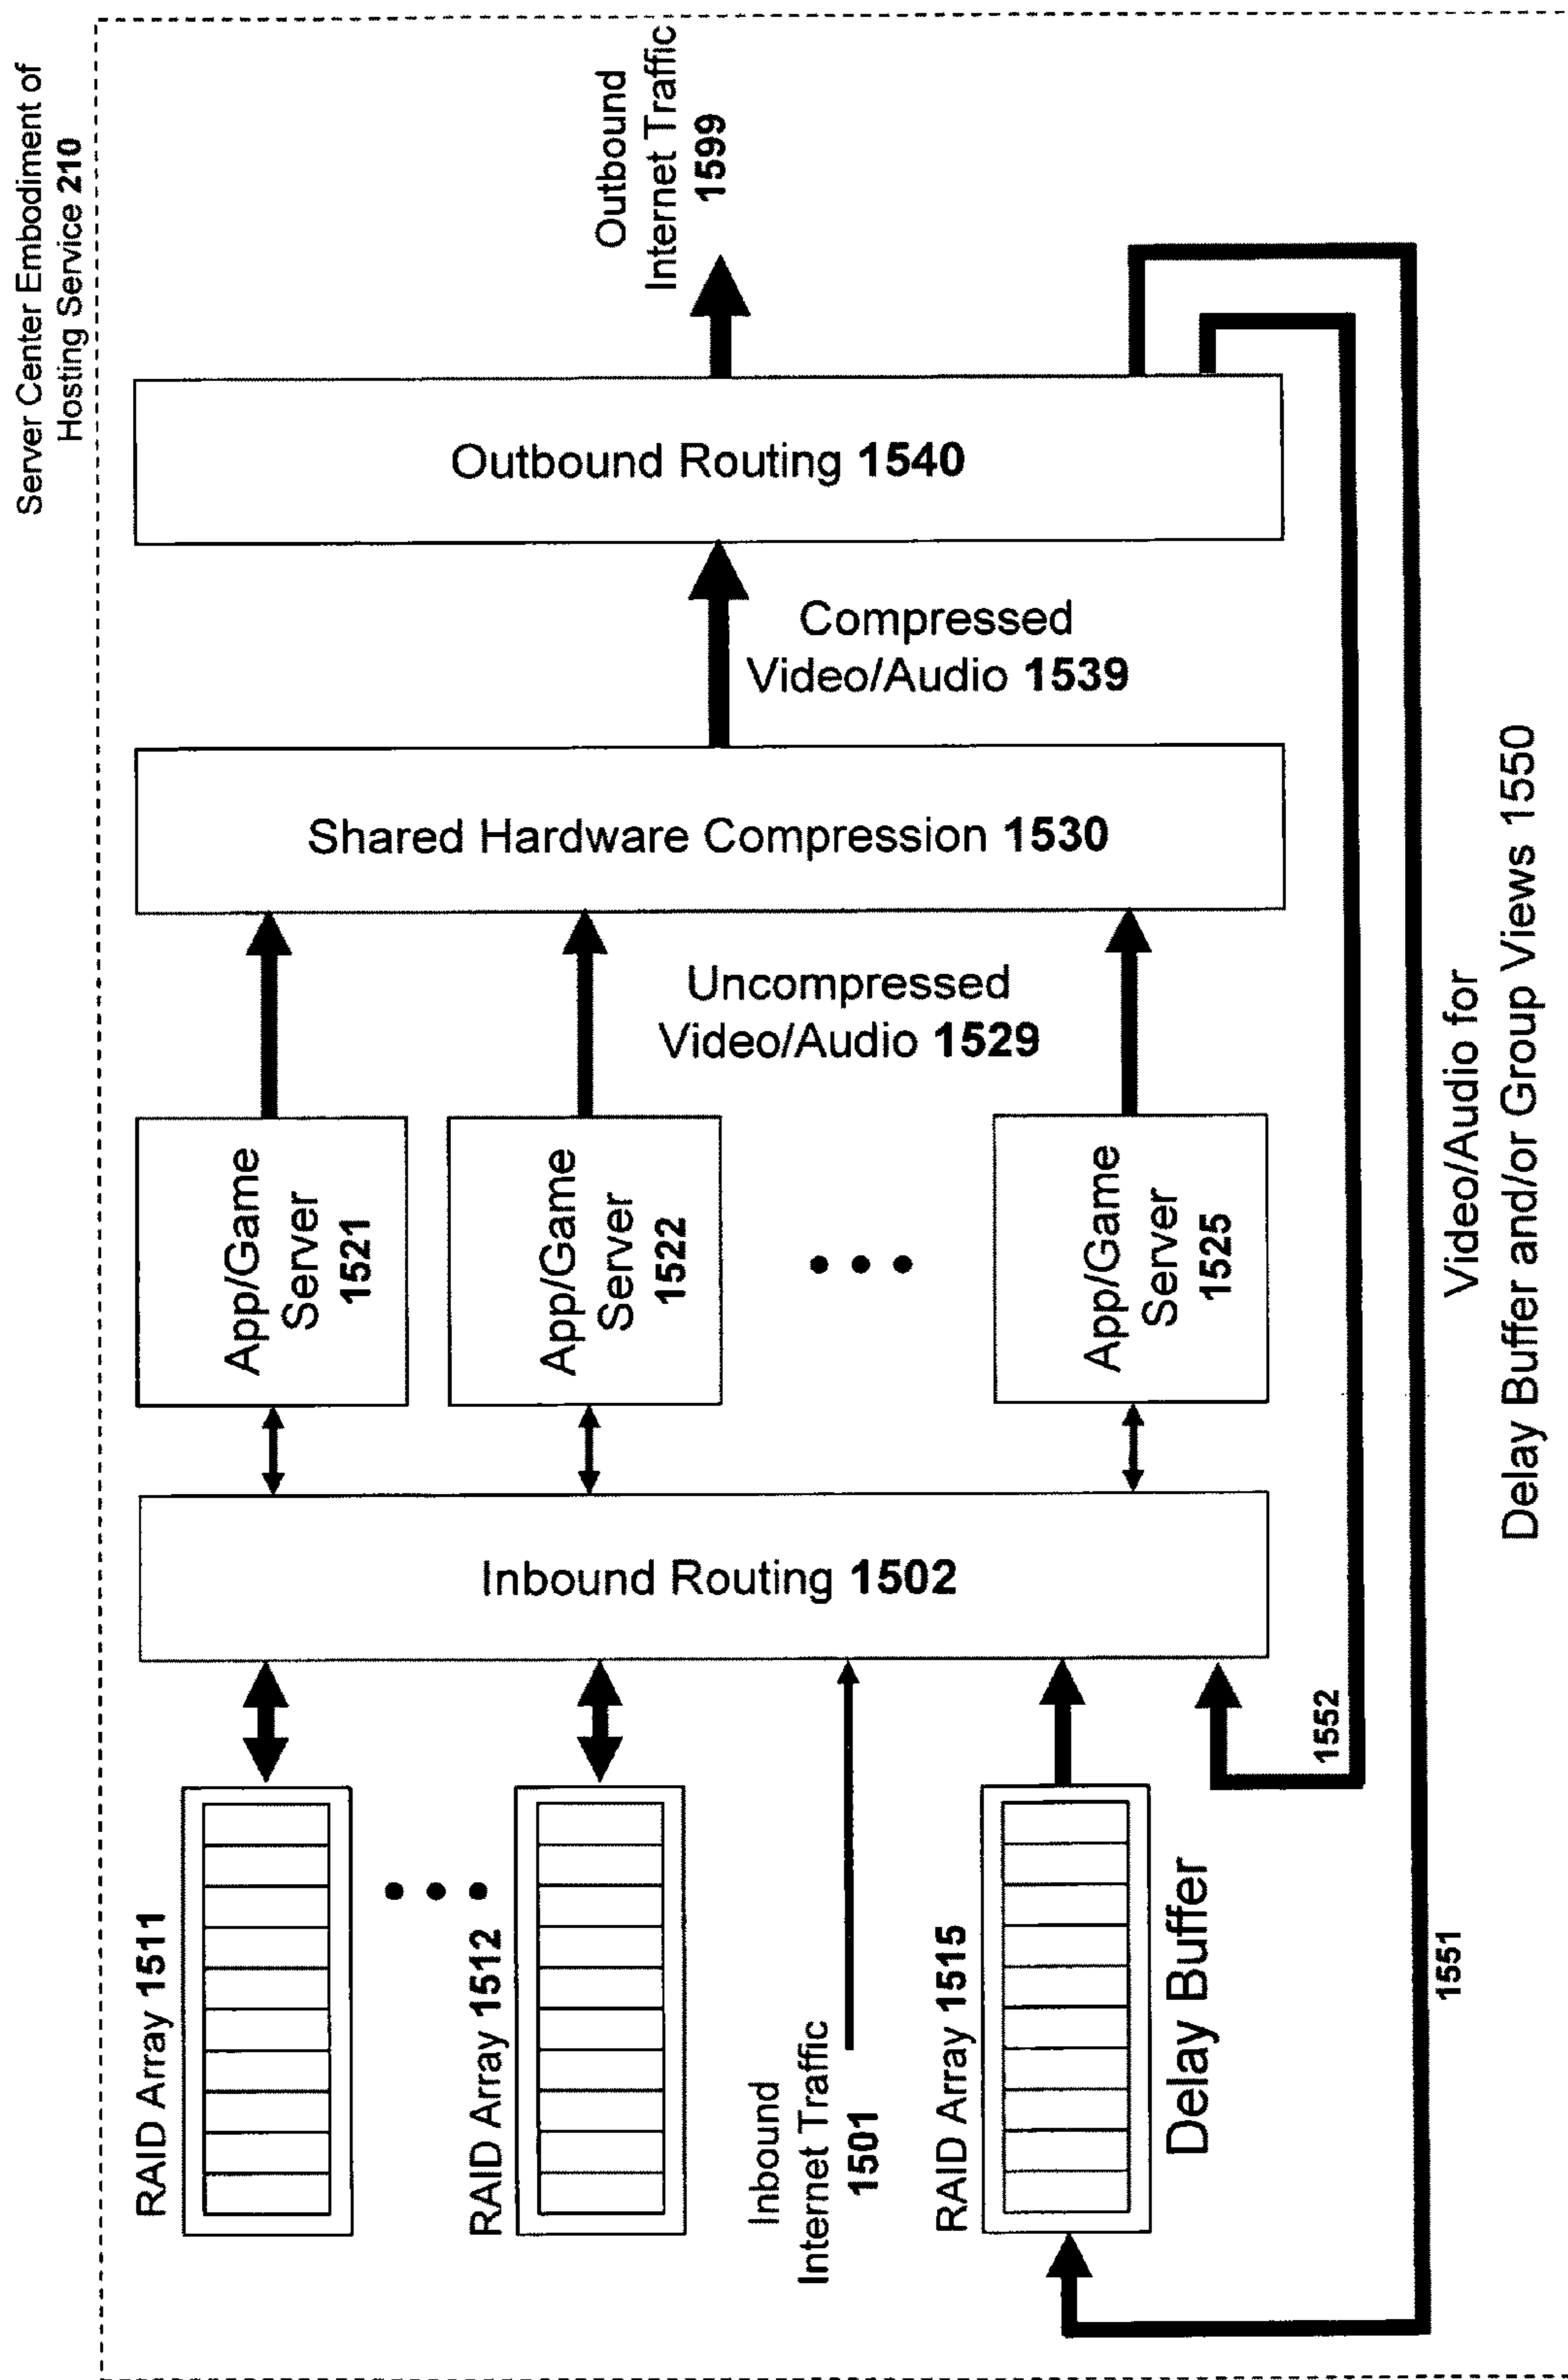 Server Center Embodiment of
Hosting Service 210
RAID Array 1511
RAID Array 1512
Inbound
Internet Traffic
1501
RAID Array 1515
Delay Buffer
Inbound Routing 1502
App/Game
Server
1521
App/Game
Server
1522
App/Game
Server
1525
Uncompressed
Video/Audio 1529
Shared Hardware Compression 1530
Compressed
Video/Audio 1539
Outbound Routing 1540
Outbound
Internet Traffic
1599
1552
1551
Video/Audio for
Delay Buffer and/or Group Views 1550